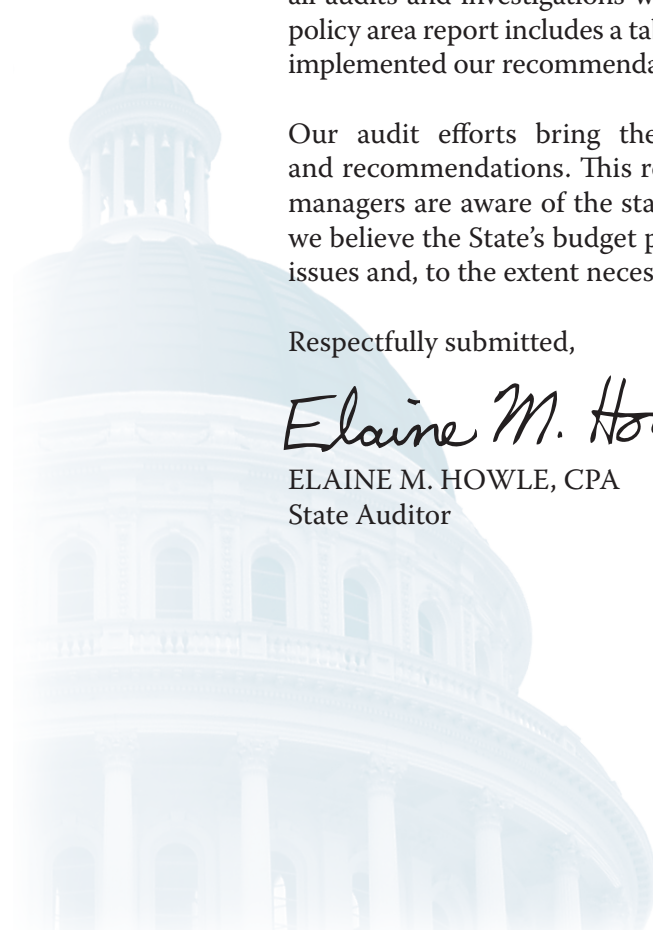 all audits and investigations w
policy area report includes a ta
implemented our recommenda
Our audit efforts bring the
and recommendations. This r
managers are aware of the sta
we believe the State's budget p
issues and, to the extent neces
Respectfully submitted,
Elaine M. Ho
ELAINE M. HOWLE, CPA
State Auditor